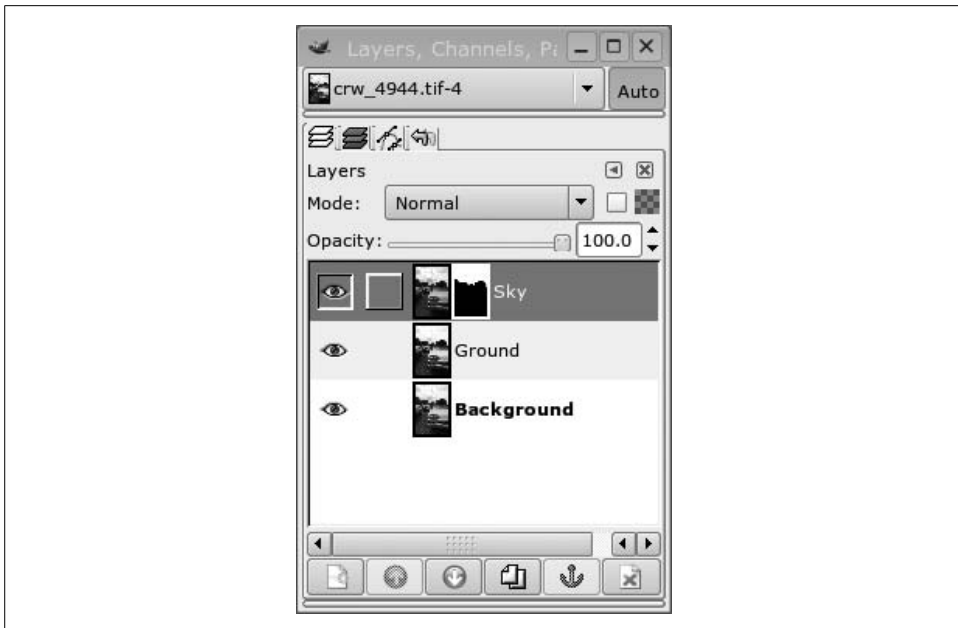 Layers, Channels, Pa
crw_4944.tif-4
Auto
Layers
Mode: Normal
Opacity: 100.0
Sky
Ground
Background